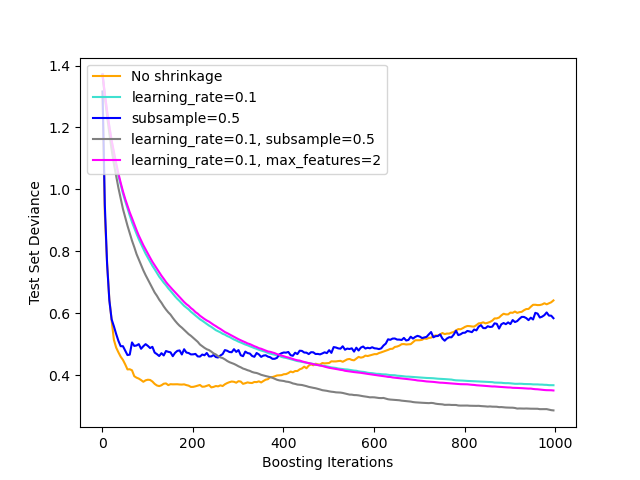 1.4
1.2
1.0
0.8
0.6
0.4
Test Set Deviance
No shrinkage
learning_rate=0.1
subsample=0.5
learning_rate=0.1, subsample=0.5
learning_rate=0.1, max_features=2
0 200 400 600 800 1000
Boosting Iterations